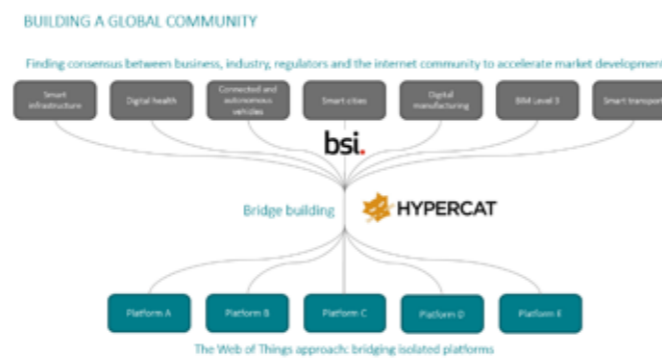 BUILDING A GLOBAL COMMUNITY
Finding consensus between business, industry, regulators and the internet community to accelerate market development
Smart
infrastructure
Digital health
Connected and
autonomous
vehicles
Smart cities
Digital
manufacturing
BIM Level 3
Smart transport
bsi.
Bridge building
HYPERCAT
Platform A
Platform B
Platform C
Platform D
Platform E
The Web of Things approach: bridging isolated platforms